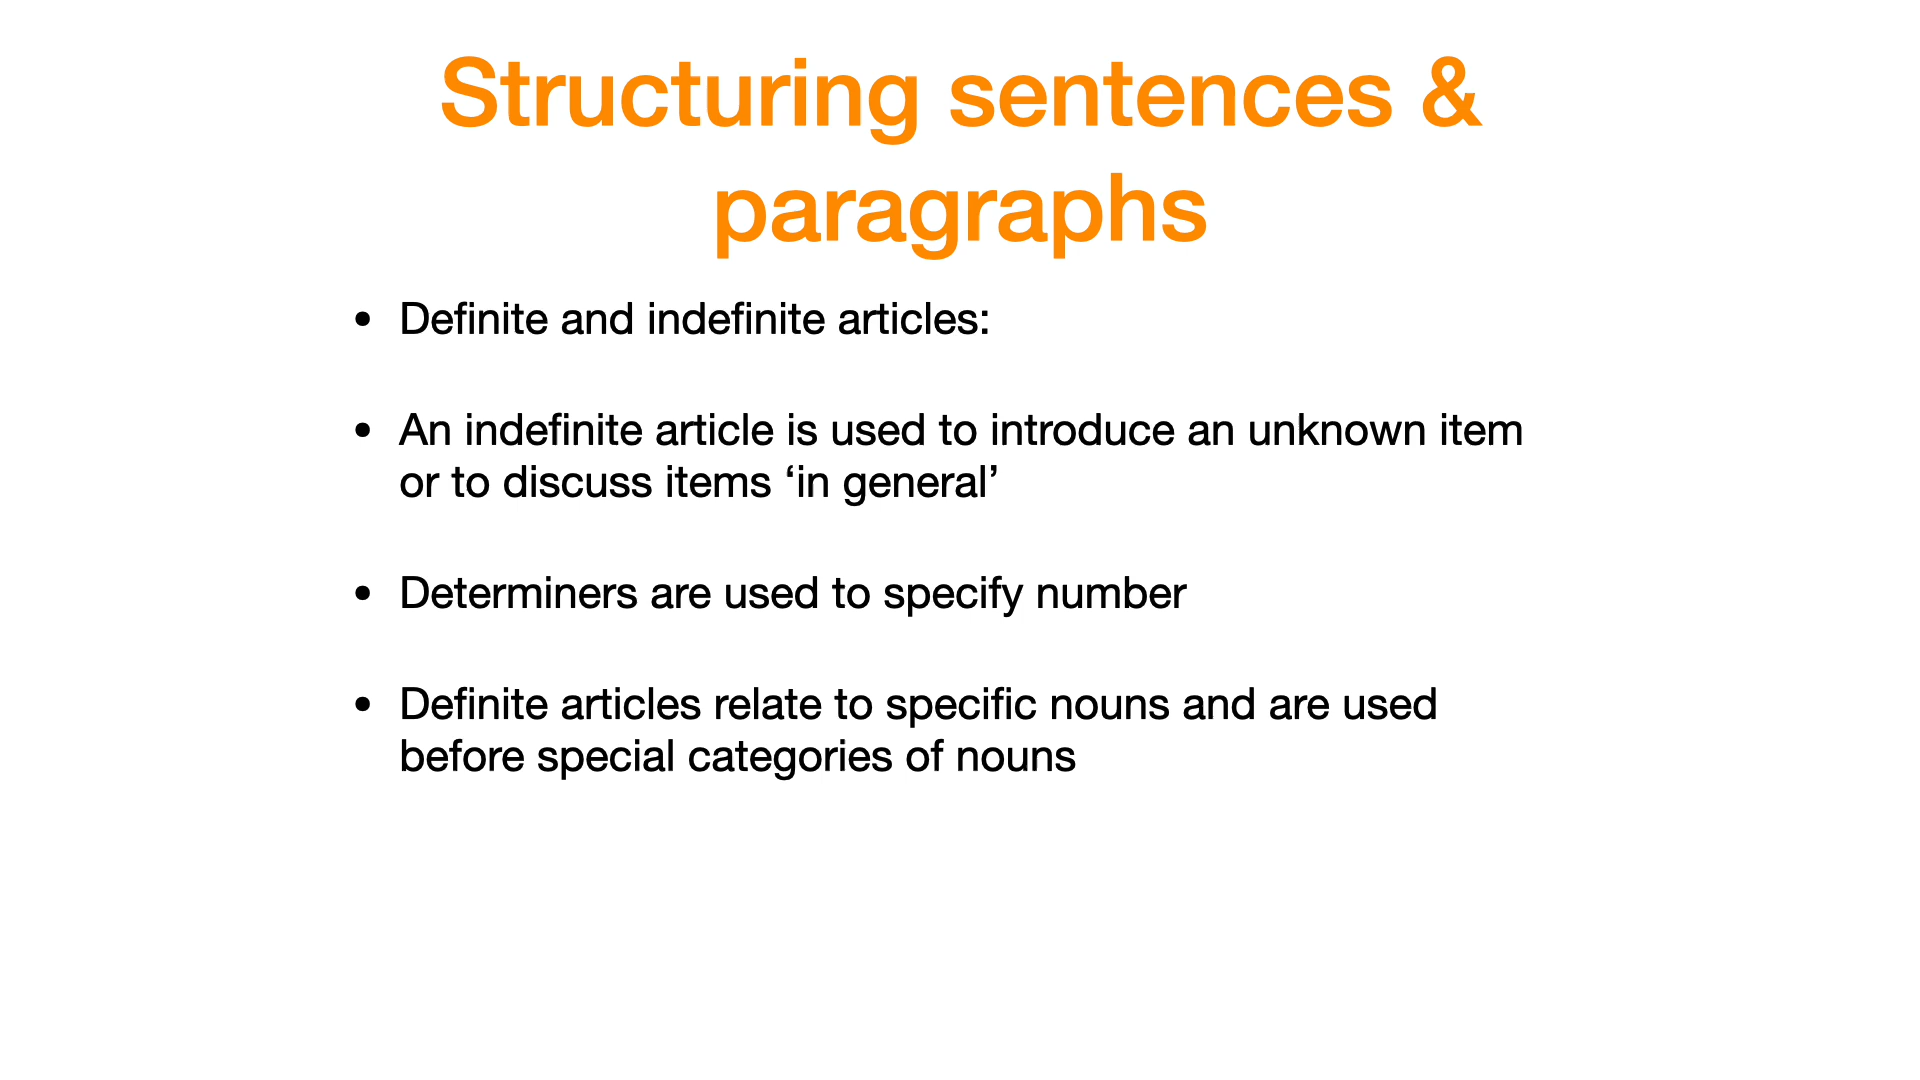 Structuring sentences &
paragraphs
• Definite and indefinite articles:
• An indefinite article is used to introduce an unknown item
or to discuss items ‘in general’
• Determiners are used to specify number
• Definite articles relate to specific nouns and are used
before special categories of nouns